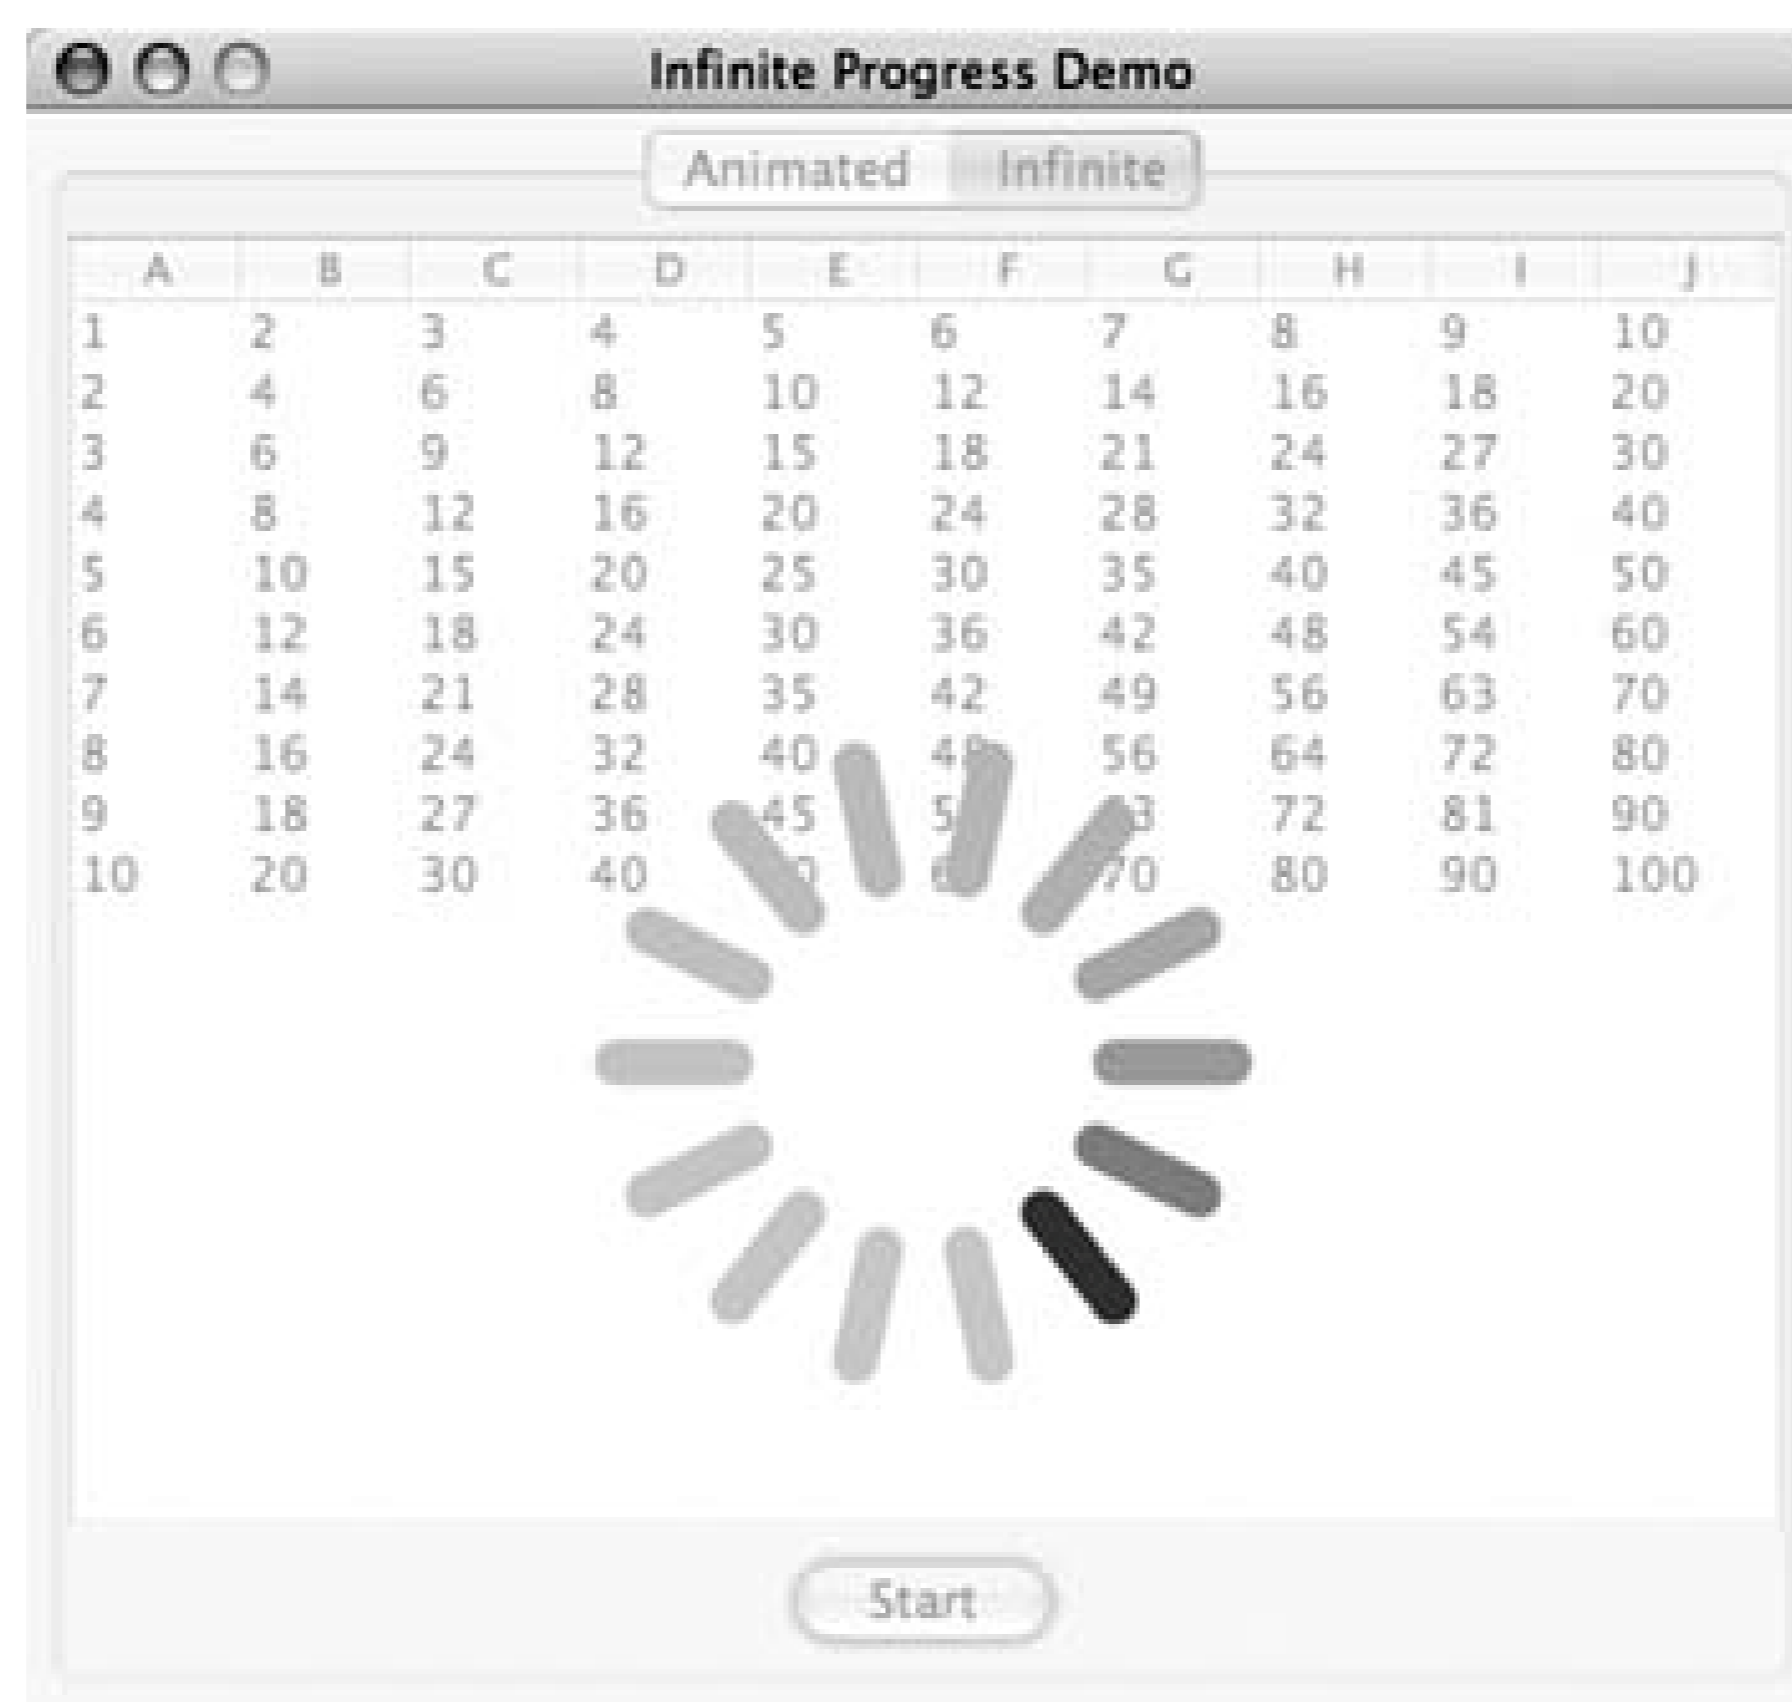 Infinite Progress Demo
Animated Infinite
A B C D E F G H I J
1 2 3 4 5 6 7 8 9 10
2 4 6 8 10 12 14 16 18 20
3 6 9 12 15 18 21 24 27 30
4 8 12 16 20 24 28 32 36 40
5 10 15 20 25 30 35 40 45 50
6 12 18 24 30 36 42 48 54 60
7 14 21 28 35 42 49 56 63 70
8 16 24 32 40 48 56 64 72 80
9 18 27 36 45 72 81 90
10 20 30 40 70 80 90 100
Start